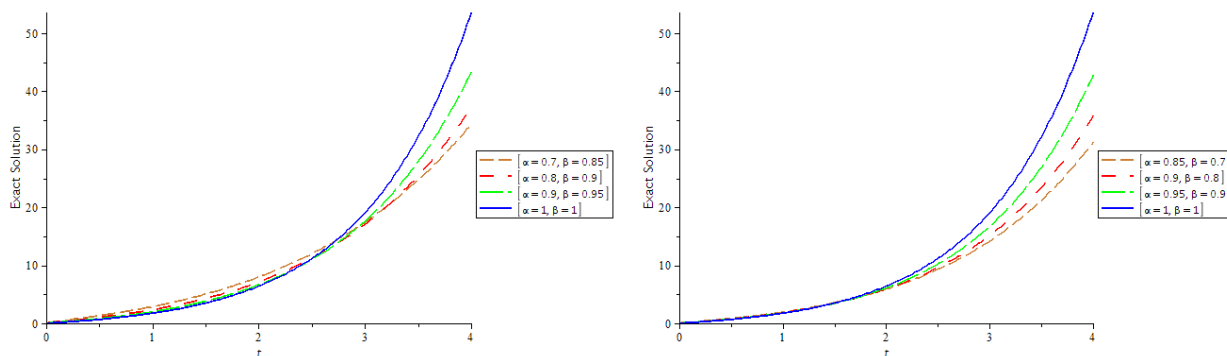 Exact Solution
50
40
30
20
10
0
0 1 2 3 4
t
[α = 0.7, β = 0.85]
[α = 0.8, β = 0.9]
[α = 0.9, β = 0.95]
[α = 1, β = 1]
Exact Solution
50
40
30
20
10
0
0 1 2 3 4
t
[α = 0.85, β = 0.7
[α = 0.9, β = 0.8]
[α = 0.95, β = 0.9
[α = 1, β = 1]